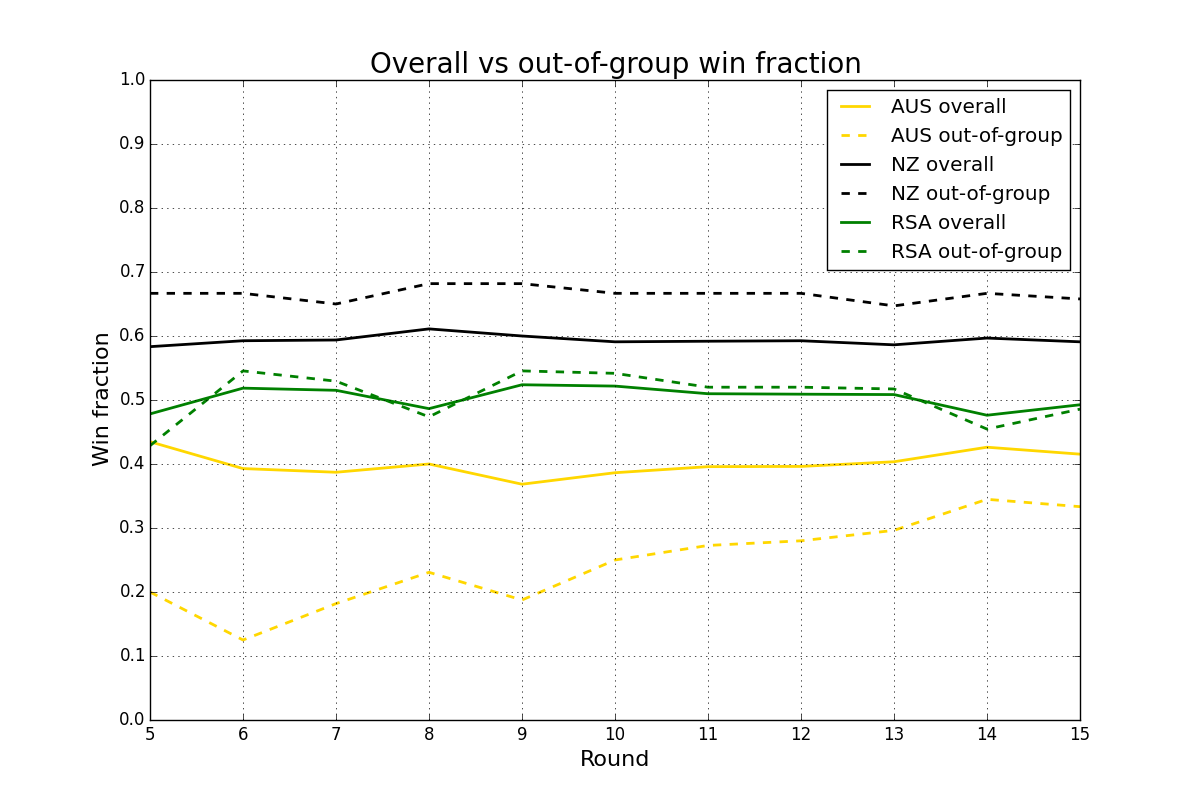 Overall vs out-of-group win fraction
1.0
0.9
0.8
0.7
0.6
0.5
0.4
0.3
0.2
0.1
0.0
Win fraction
AUS overall
AUS out-of-group
NZ overall
NZ out-of-group
RSA overall
RSA out-of-group
5 6 7 8 9 10 11 12 13 14 15
Round